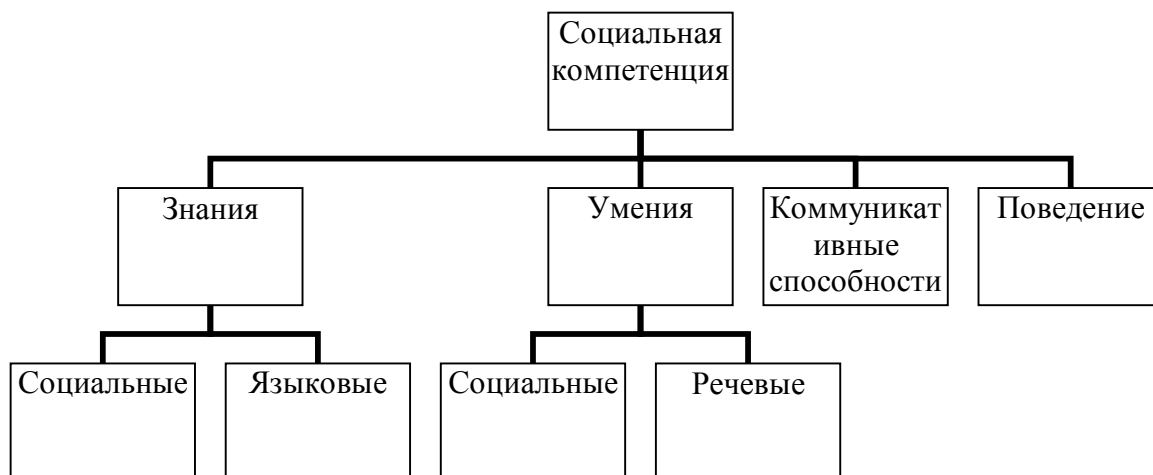 Социальная
компетенция
Знания
Умения
Коммуникат
ивные
способности
Поведение
Социальные
Языковые
Социальные
Речевые